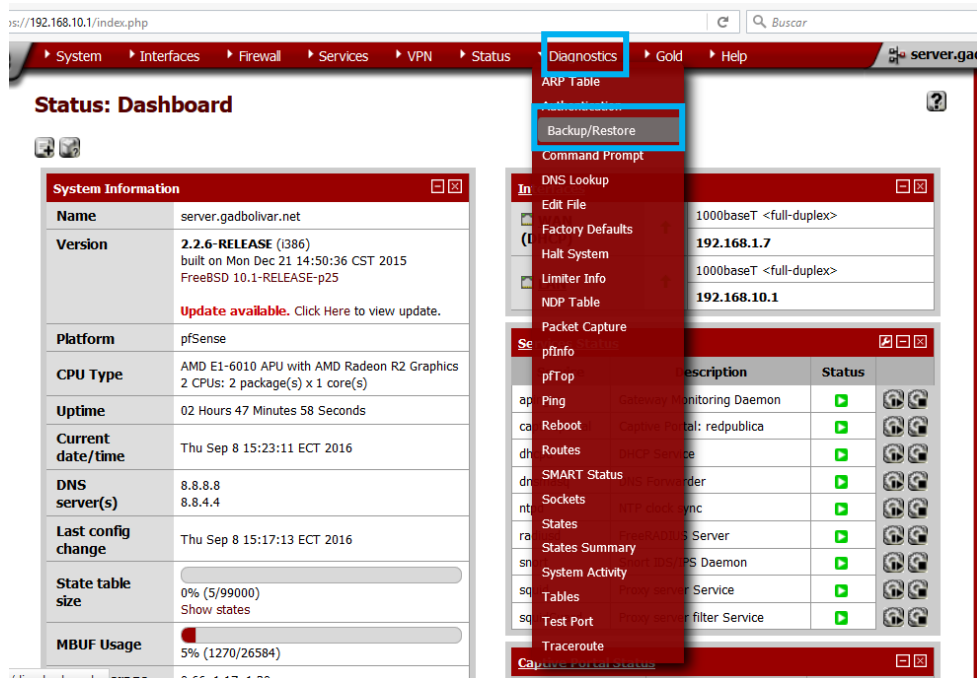 192.168.10.1/index.php
Buscar
System Interfaces Firewall Services VPN Status Diagnostics Gold Help
Status: Dashboard
ARP Table
Authentication
Backup/Restore
Command Prompt
DNS Lookup
Edit File
Factory Defaults
Halt System
Limiter Info
NDP Table
Packet Capture
pfInfo
pfTop
Ping
Reboot
Routes
SMART Status
Sockets
States
States Summary
System Activity
Tables
Test Port
Traceroute
System Information
Name server.gadbolivar.net
Version 2.2.6-RELEASE (i386)
built on Mon Dec 21 14:50:36 CST 2015
FreeBSD 10.1-RELEASE-p25
Update available. Click Here to view update.
Platform pfSense
CPU Type AMD E1-6010 APU with AMD Radeon R2 Graphics
2 CPUs: 2 package(s) x 1 core(s)
Uptime 02 Hours 47 Minutes 58 Seconds
Current
date/time Thu Sep 8 15:23:11 ECT 2016
DNS
server(s) 8.8.8.8
8.8.4.4
Last config
change Thu Sep 8 15:17:13 ECT 2016
State table
size 0% (5/99000)
Show states
MBUF Usage
5% (1270/26584)
WAN
(DHCP)
1000baseT <full-duplex>
192.168.1.7
1000baseT <full-duplex>
192.168.10.1
Services Status
Description Status
Gateway Monitoring Daemon
Captive Portal: redpublica
DHCP Service
DNS Forwarder
NTP clock sync
FreeRADIUS Server
Snort IDS/IPS Daemon
Proxy server Service
Proxy server filter Service
Captive Portal Status